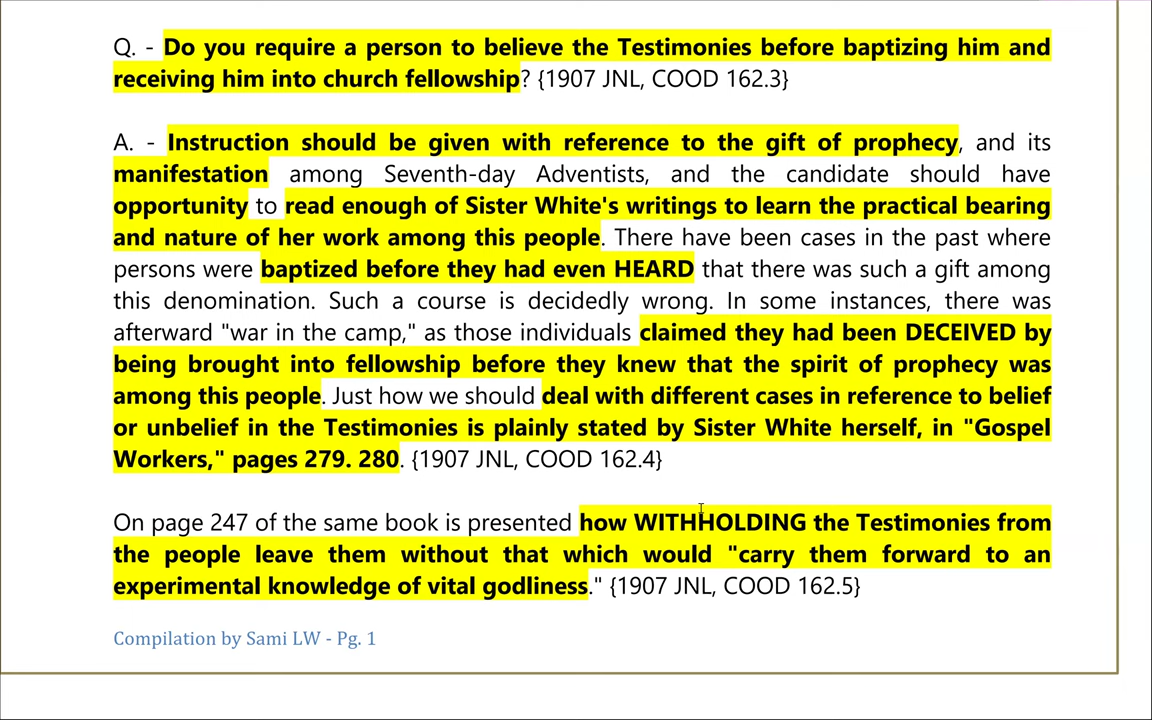 Q. - Do you require a person to believe the Testimonies before baptizing him and
receiving him into church fellowship? {1907 JNL, COOD 162.3}
A. - Instruction should be given with reference to the gift of prophecy, and its
manifestation among Seventh-day Adventists, and the candidate should have
opportunity to read enough of Sister White's writings to learn the practical bearing
and nature of her work among this people. There have been cases in the past where
persons were baptized before they had even HEARD that there was such a gift among
this denomination. Such a course is decidedly wrong. In some instances, there was
afterward "war in the camp," as those individuals claimed they had been DECEIVED by
being brought into fellowship before they knew that the spirit of prophecy was
among this people. Just how we should deal with different cases in reference to belief
or unbelief in the Testimonies is plainly stated by Sister White herself, in "Gospel
Workers," pages 279. 280. {1907 JNL, COOD 162.4}
On page 247 of the same book is presented how WITHHOLDING the Testimonies from
the people leave them without that which would "carry them forward to an
experimental knowledge of vital godliness." {1907 JNL, COOD 162.5}
Compilation by Sami LW - Pg. 1